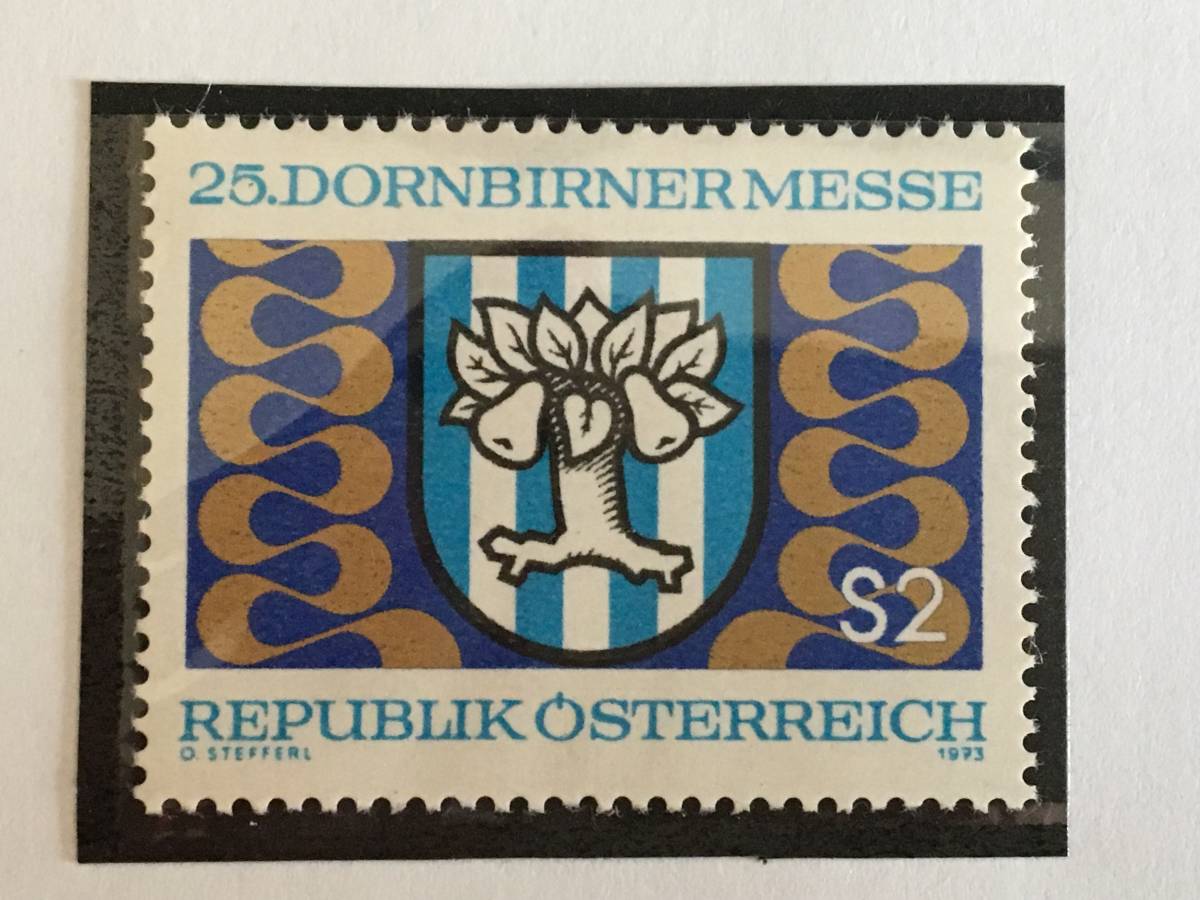 25. DORNBIRNER MESSE
S2
REPUBLIK ÖSTERREICH
O. STEFFERL 1973